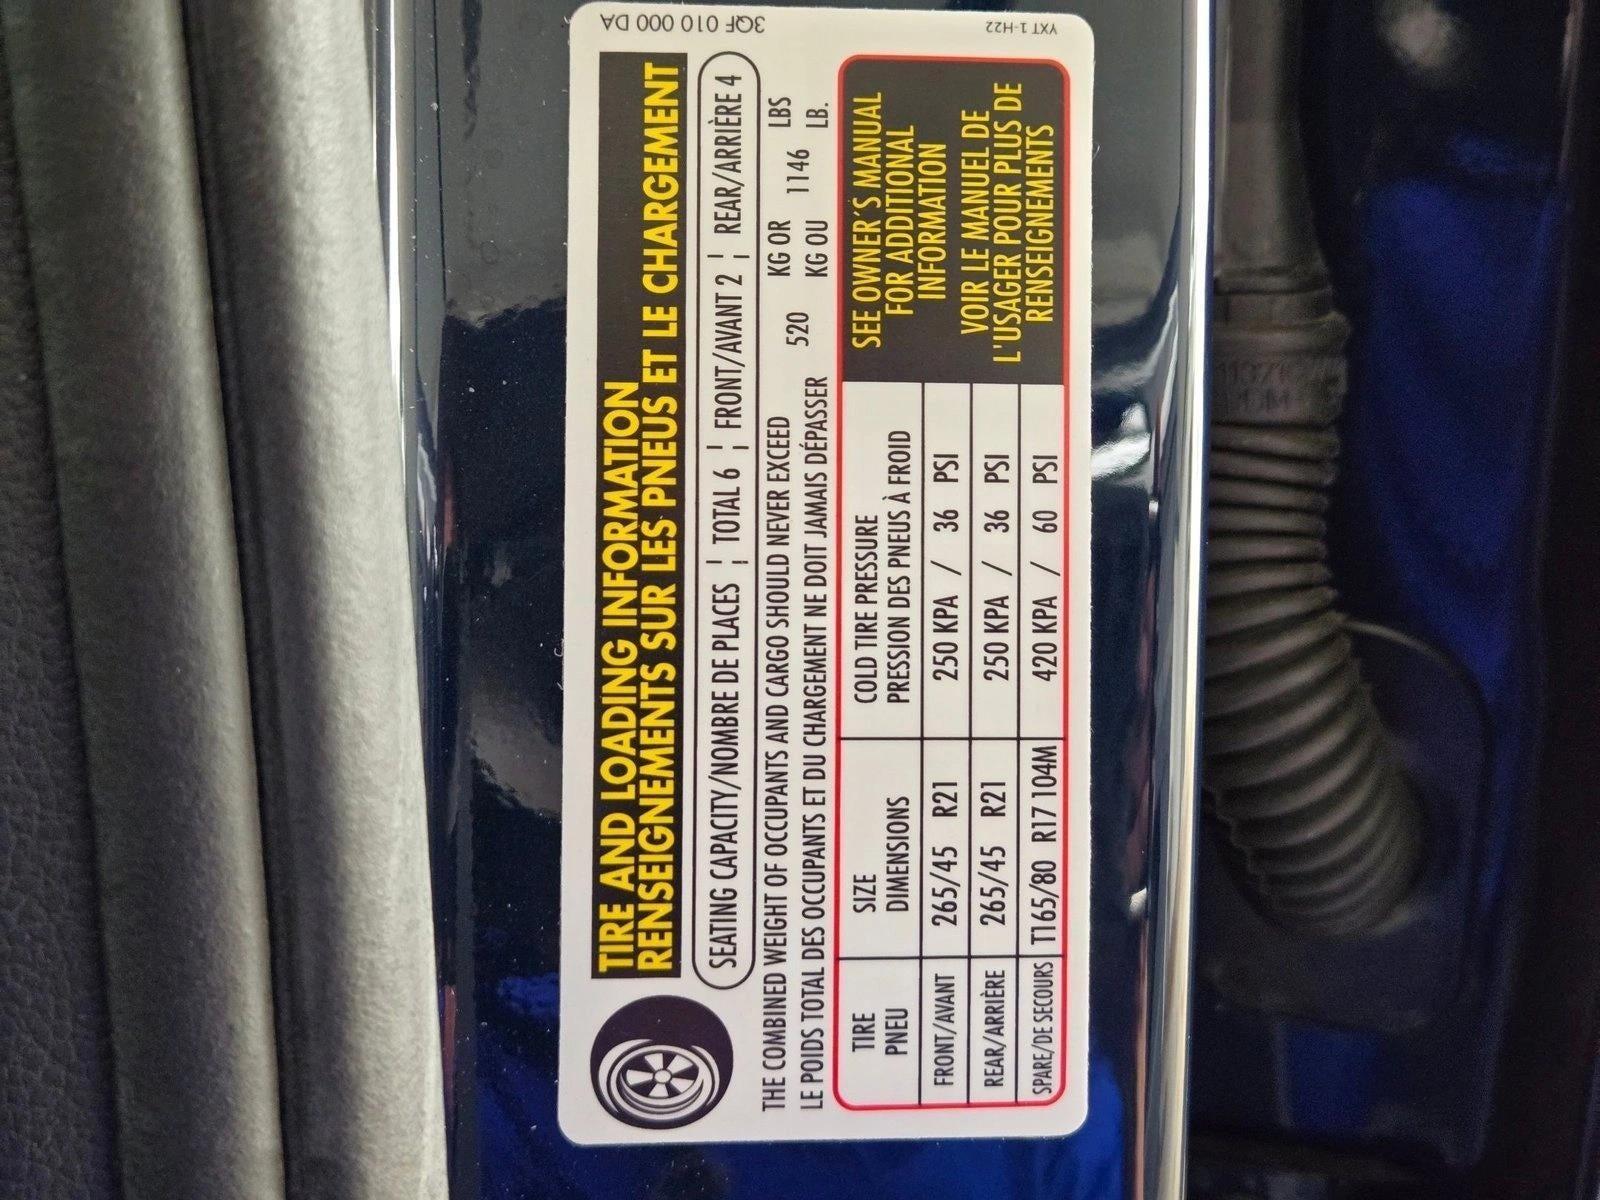 3QF 010 000 DA
YXT 1-H22
TIRE AND LOADING INFORMATION
RENSEIGNEMENTS SUR LES PNEUS ET LE CHARGEMENT
SEATING CAPACITY/NOMBRE DE PLACES ¦ TOTAL 6 ¦ FRONT/AVANT 2 ¦ REAR/ARRIÈRE 4
THE COMBINED WEIGHT OF OCCUPANTS AND CARGO SHOULD NEVER EXCEED 520 KG OR 1146 LBS
LE POIDS TOTAL DES OCCUPANTS ET DU CHARGEMENT NE DOIT JAMAIS DÉPASSER KG OU LB.
TIRE SIZE COLD TIRE PRESSURE
PNEU DIMENSIONS PRESSION DES PNEUS À FROID
FRONT/AVANT 265/45 R21 250 KPA / 36 PSI
REAR/ARRIÈRE 265/45 R21 250 KPA / 36 PSI
SPARE/DE SECOURS T165/80 R17 104M 420 KPA / 60 PSI
SEE OWNER'S MANUAL
FOR ADDITIONAL
INFORMATION
VOIR LE MANUEL DE
L'USAGER POUR PLUS DE
RENSEIGNEMENTS